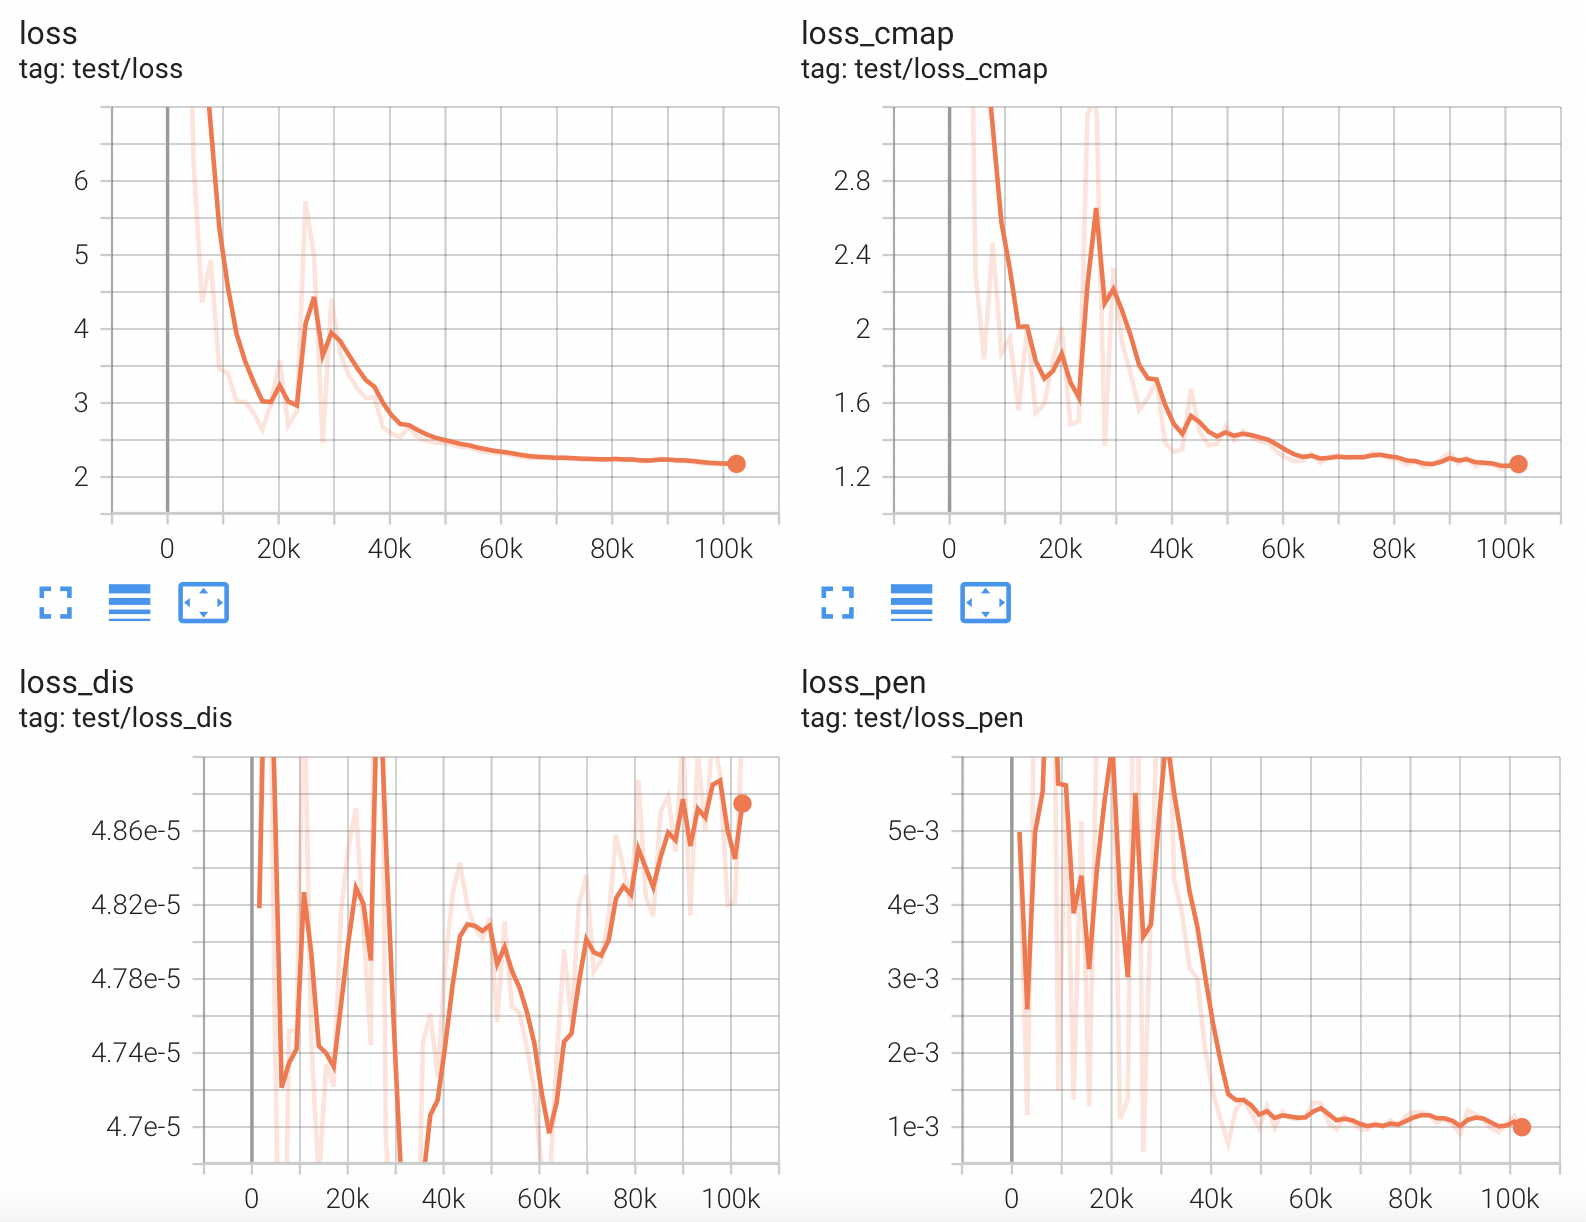 loss
tag: test/loss
6
5
4
3
2
0 20k 40k 60k 80k 100k
loss_cmap
tag: test/loss_cmap
2.8
2.4
2
1.6
1.2
0 20k 40k 60k 80k 100k
loss_dis
tag: test/loss_dis
4.86e-5
4.82e-5
4.78e-5
4.74e-5
4.7e-5
0 20k 40k 60k 80k 100k
loss_pen
tag: test/loss_pen
5e-3
4e-3
3e-3
2e-3
1e-3
0 20k 40k 60k 80k 100k